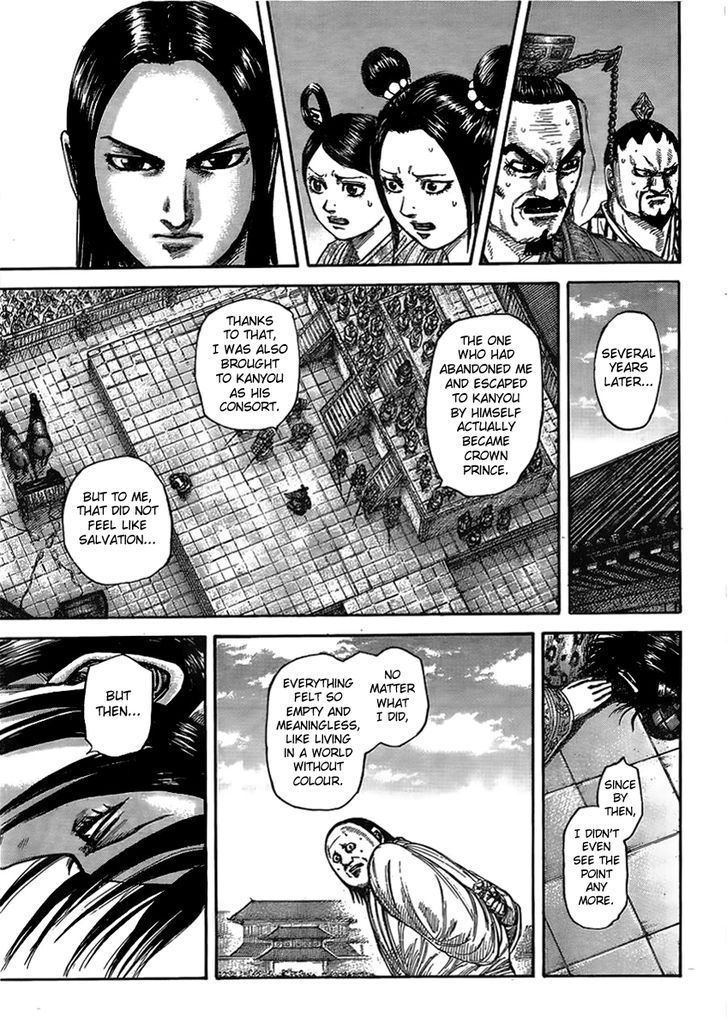 SEVERAL
YEARS
LATER...
THE ONE
WHO HAD
ABANDONED ME
AND ESCAPED
TO KANYOU
BY HIMSELF
ACTUALLY
BECAME
CROWN
PRINCE.
THANKS
TO THAT,
I WAS ALSO
BROUGHT
TO KANYOU
AS HIS
CONSORT.
BUT TO ME,
THAT DID NOT
FEEL LIKE
SALVATION...
SINCE
BY
THEN,
I DIDN'T
EVEN
SEE THE
POINT
ANY
MORE.
NO
MATTER
WHAT
I DID,
EVERYTHING
FELT SO
EMPTY AND
MEANINGLESS,
LIKE LIVING
IN A WORLD
WITHOUT
COLOUR.
BUT
THEN...